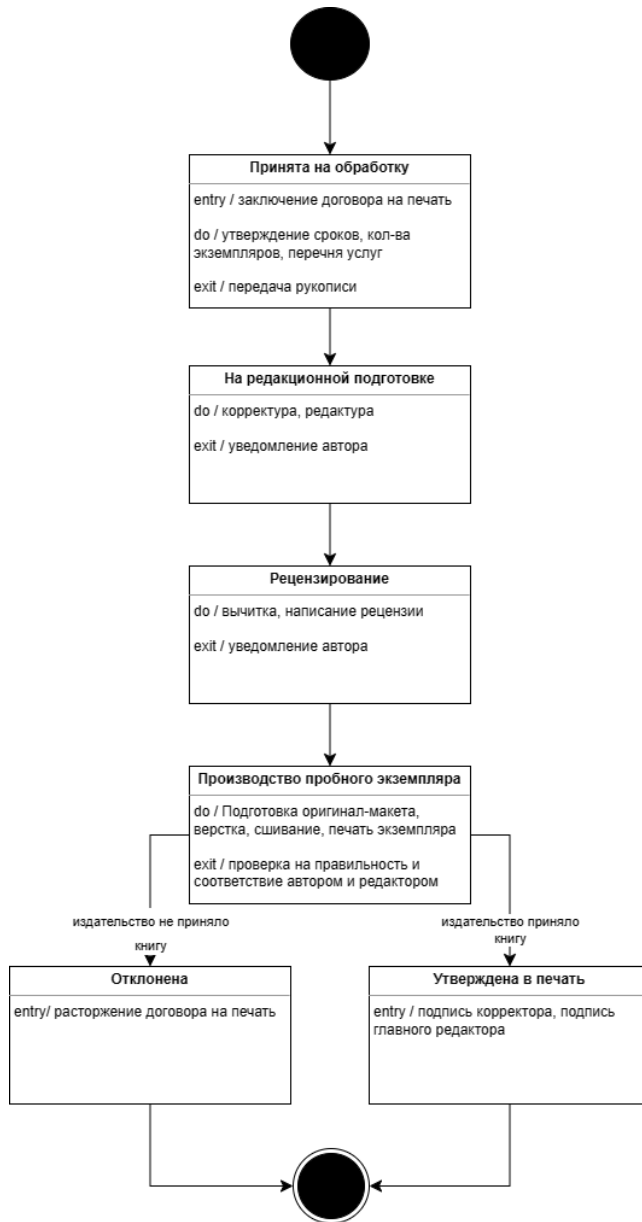 Принята на обработку
entry / заключение договора на печать
do / утверждение сроков, кол-ва
экземпляров, перечня услуг
exit / передача рукописи
На редакционной подготовке
do / корректура, редактура
exit / уведомление автора
Рецензирование
do / вычитка, написание рецензии
exit / уведомление автора
Производство пробного экземпляра
do / Подготовка оригинал-макета,
верстка, сшивание, печать экземпляра
exit / проверка на правильность и
соответствие автором и редактором
издательство не приняло
книгу
издательство приняло
книгу
Отклонена
entry/ расторжение договора на печать
Утверждена в печать
entry / подпись корректора, подпись
главного редактора